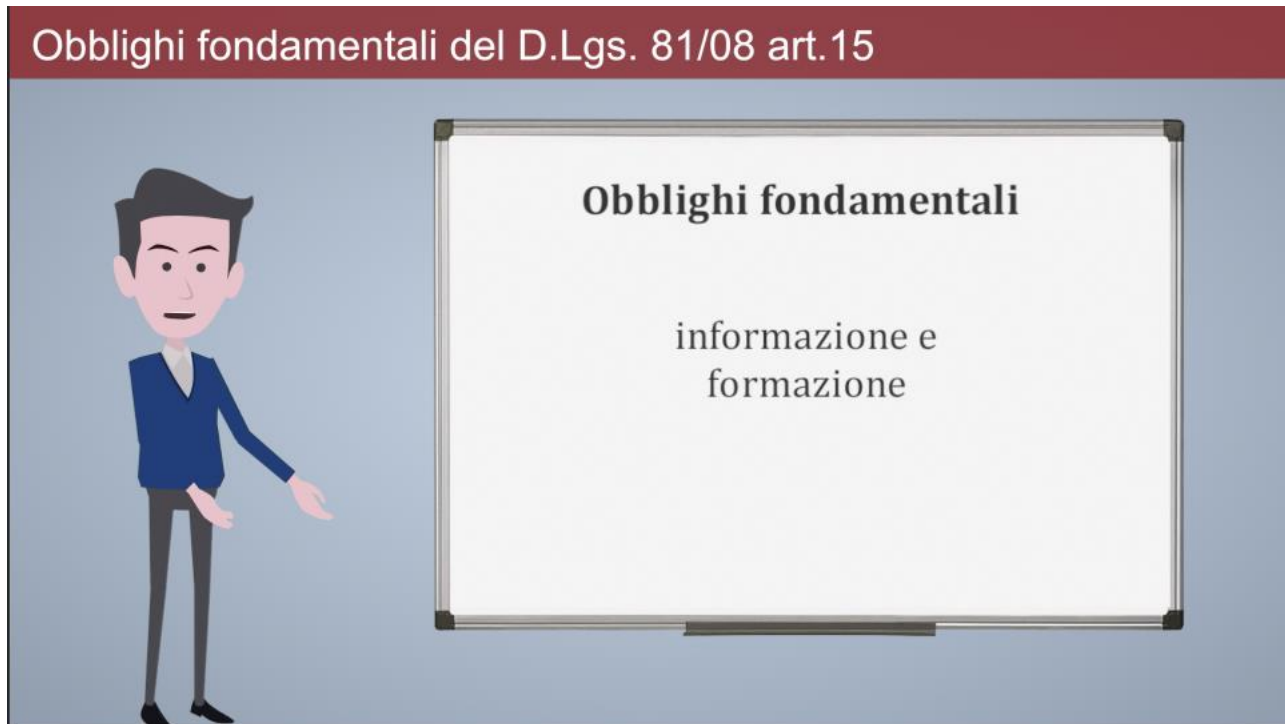 Obblighi fondamentali del D.Lgs. 81/08 art.15
Obblighi fondamentali
informazione e
formazione